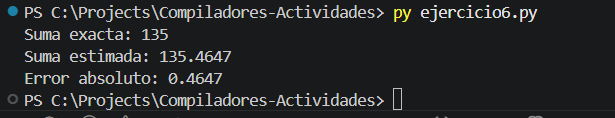 PS C:\Projects\Compiladores-Actividades> py ejercicio6.py
Suma exacta: 135
Suma estimada: 135.4647
Error absoluto: 0.4647
PS C:\Projects\Compiladores-Actividades>